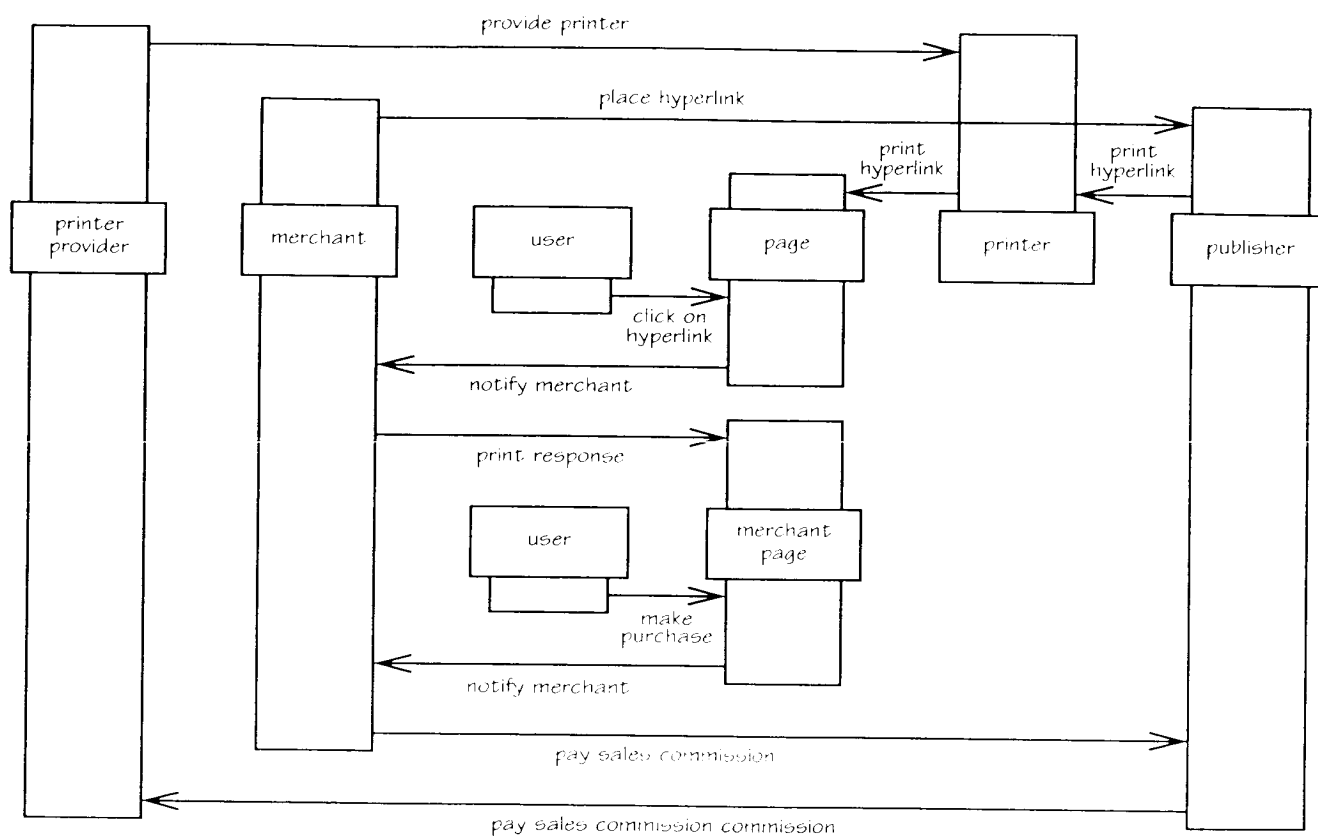 provide printer
place hyperlink
print
hyperlink
print
hyperlink
printer
provider
merchant
user
page
printer
publisher
click on
hyperlink
notify merchant
print response
user
merchant
page
make
purchase
notify merchant
pay sales commission
pay sales commission commission